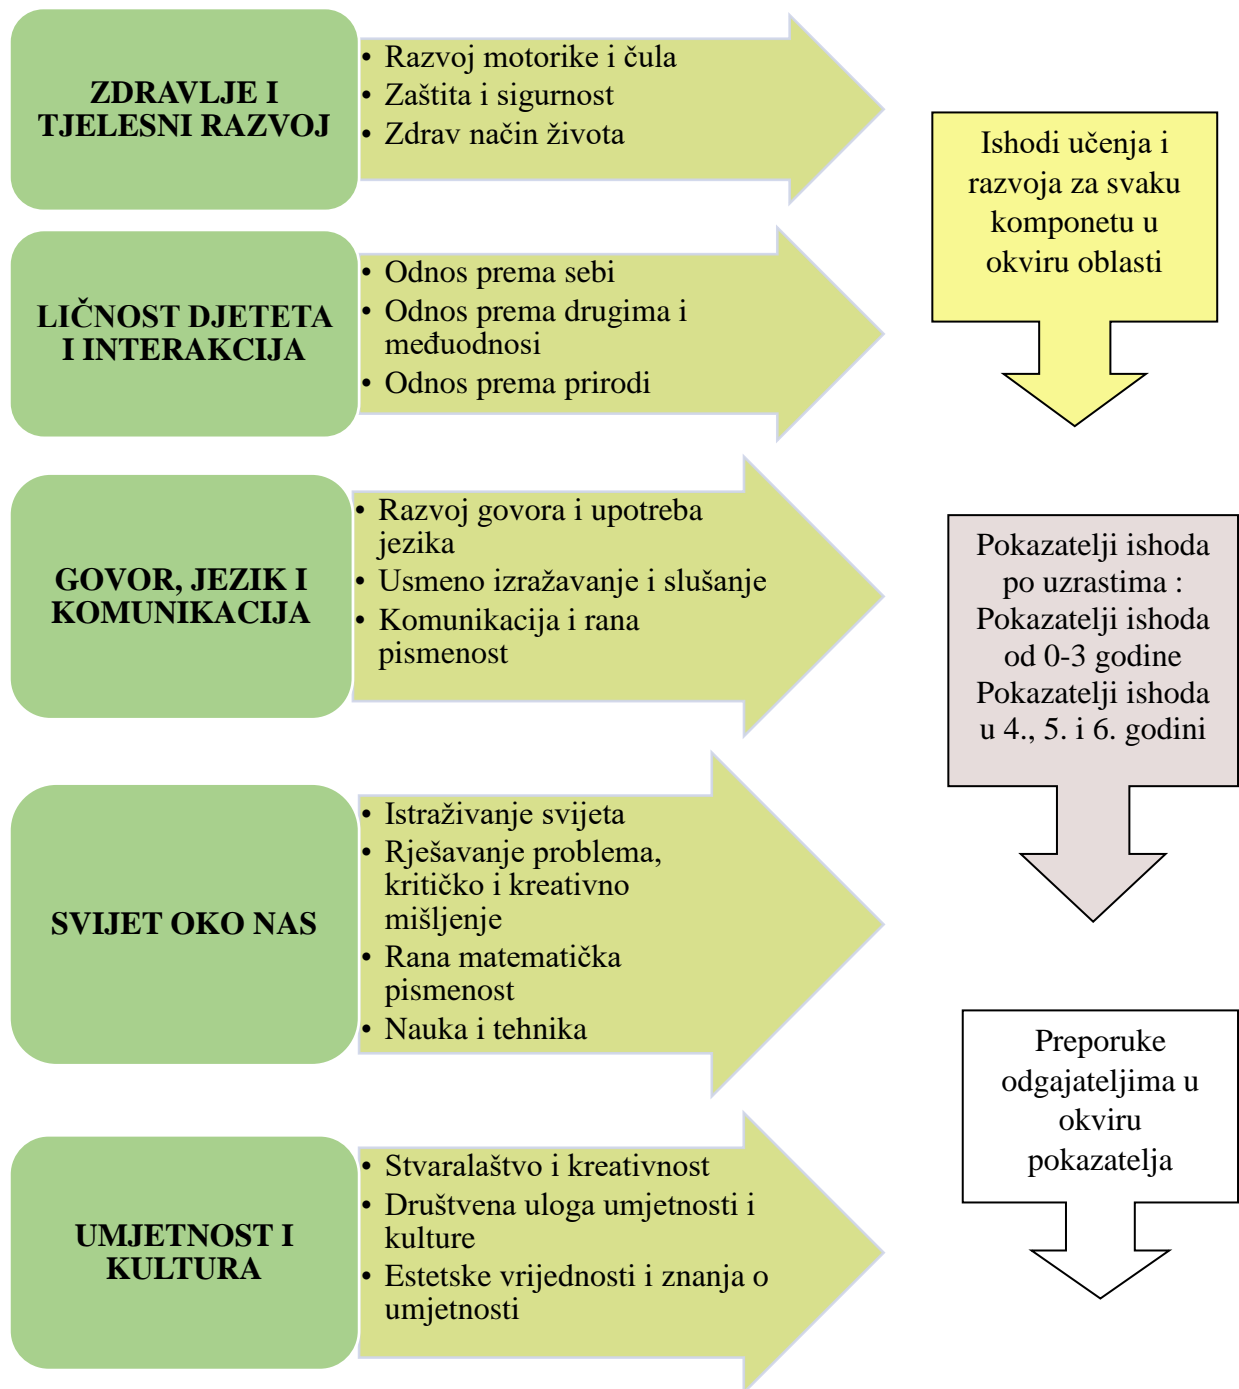 ZDRAVLJE I
TJELESNI RAZVOJ
• Razvoj motorike i čula
• Zaštita i sigurnost
• Zdrav način života
LIČNOST DJETETA
I INTERAKCIJA
• Odnos prema sebi
• Odnos prema drugima i
međuodnosi
• Odnos prema prirodi
GOVOR, JEZIK I
KOMUNIKACIJA
• Razvoj govora i upotreba
jezika
• Usmeno izražavanje i slušanje
• Komunikacija i rana
pismenost
SVIJET OKO NAS
• Istraživanje svijeta
• Rješavanje problema,
kritičko i kreativno
mišljenje
• Rana matematička
pismenost
• Nauka i tehnika
UMJETNOST I
KULTURA
• Stvaralaštvo i kreativnost
• Društvena uloga umjetnosti i
kulture
• Estetske vrijednosti i znanja o
umjetnosti
Ishodi učenja i
razvoja za svaku
komponetu u
okviru oblasti
Pokazatelji ishoda
po uzrastima :
Pokazatelji ishoda
od 0-3 godine
Pokazatelji ishoda
u 4., 5. i 6. godini
Preporuke
odgajateljima u
okviru
pokazatelja